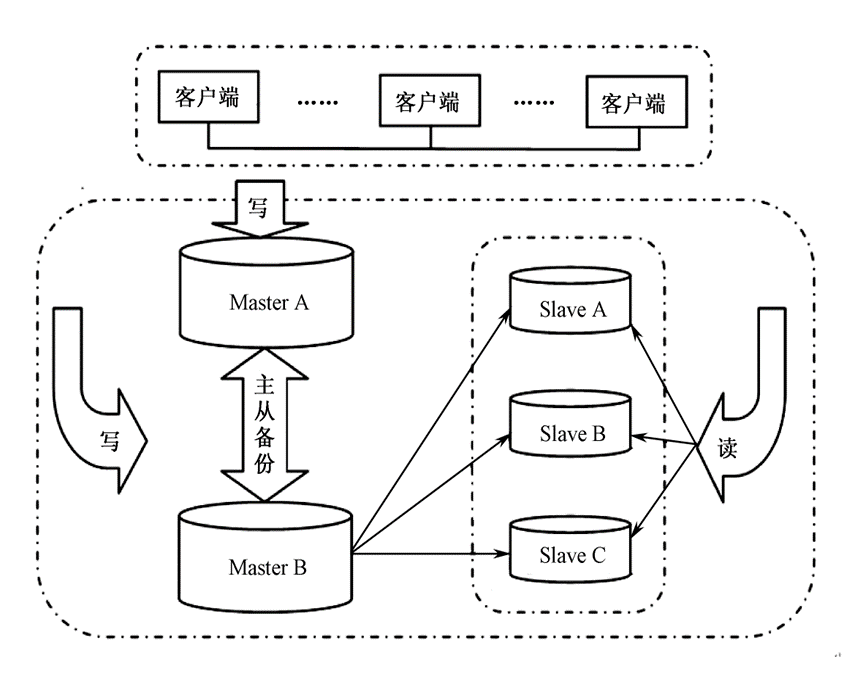 客户端 ...... 客户端 ...... 客户端
写
Master A
Slave A
主从备份
写
Slave B
读
Master B
Slave C